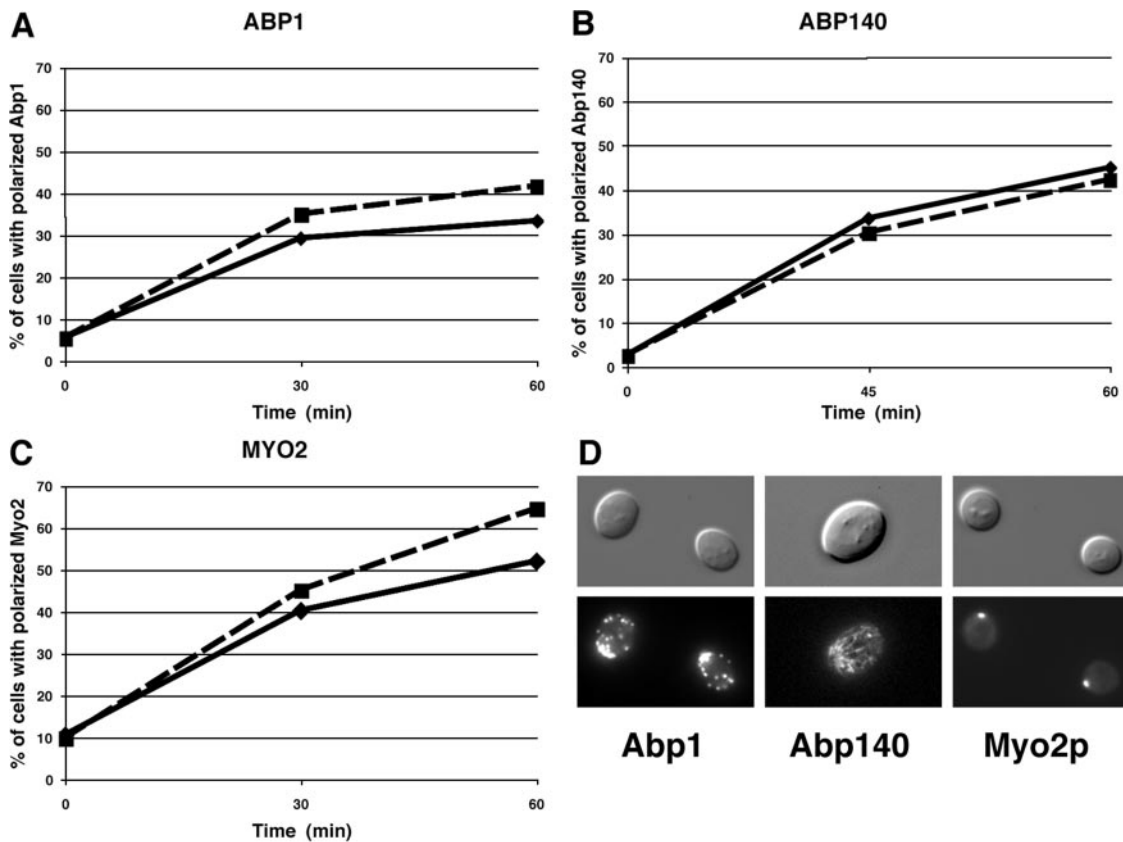 A
ABP1
% of cells with polarized Abp1
70
60
50
40
30
20
10
0
0 30 60
Time (min)
B
ABP140
% of cells with polarized Abp140
70
60
50
40
30
20
10
0
0 45 60
Time (min)
C
MYO2
% of cells with polarized Myo2
70
60
50
40
30
20
10
0
0 30 60
Time (min)
D
Abp1 Abp140 Myo2p